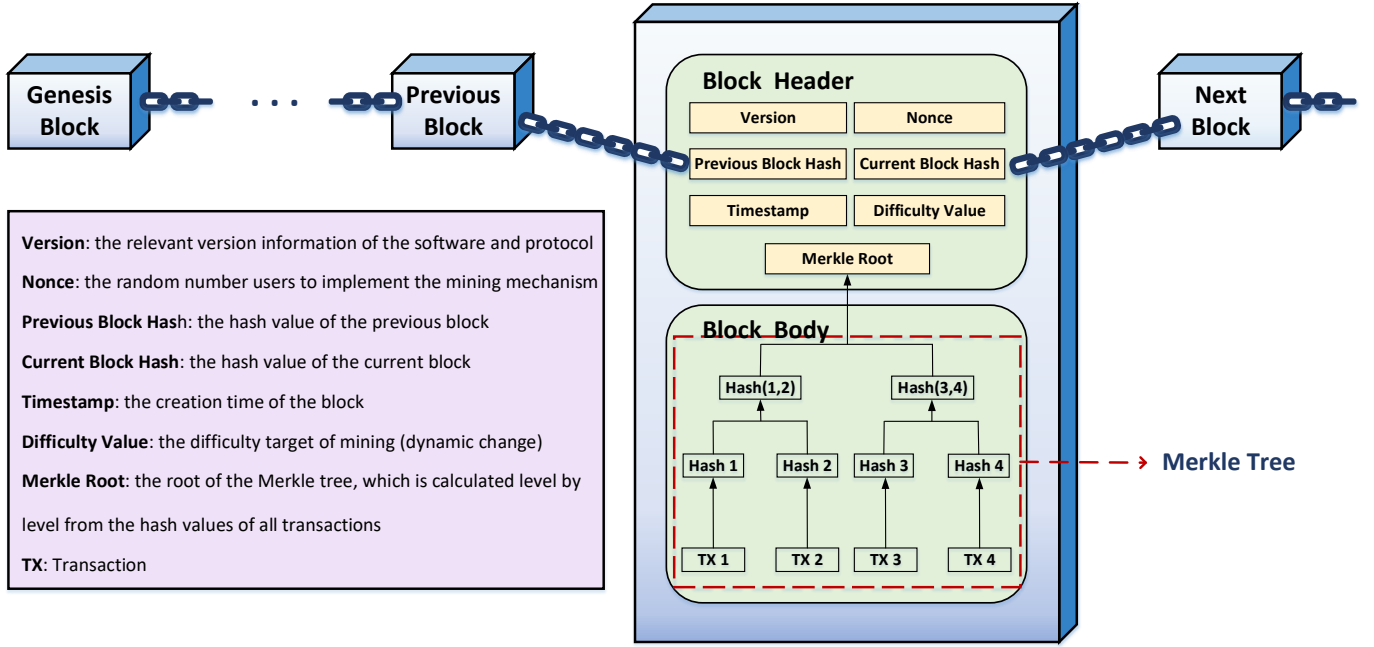 Genesis
Block
. . .
Previous
Block
Block Header
Version
Nonce
Previous Block Hash
Current Block Hash
Timestamp
Difficulty Value
Merkle Root
Next
Block
Block Body
Hash(1,2)
Hash(3,4)
Hash 1
Hash 2
Hash 3
Hash 4
TX 1
TX 2
TX 3
TX 4
Merkle Tree
Version: the relevant version information of the software and protocol
Nonce: the random number users to implement the mining mechanism
Previous Block Hash: the hash value of the previous block
Current Block Hash: the hash value of the current block
Timestamp: the creation time of the block
Difficulty Value: the difficulty target of mining (dynamic change)
Merkle Root: the root of the Merkle tree, which is calculated level by
level from the hash values of all transactions
TX: Transaction